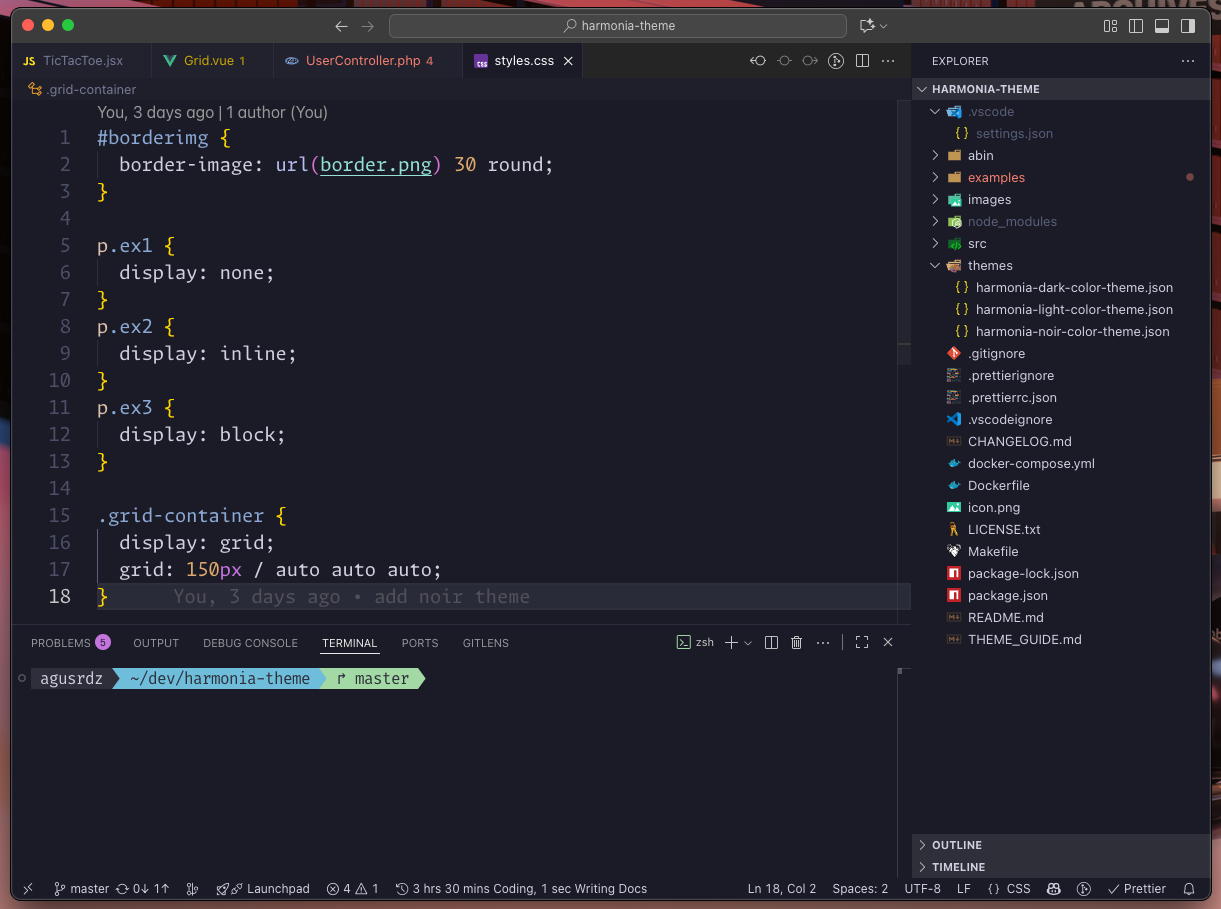 harmonia-theme
JS TicTacToe.jsx
Grid.vue 1
UserController.php 4
styles.css
.grid-container
You, 3 days ago | 1 author (You)
1 #borderimg {
2 border-image: url(border.png) 30 round;
3 }
4
5 p.ex1 {
6 display: none;
7 }
8 p.ex2 {
9 display: inline;
10 }
11 p.ex3 {
12 display: block;
13 }
14
15 .grid-container {
16 display: grid;
17 grid: 150px / auto auto auto;
18 } You, 3 days ago • add noir theme
PROBLEMS 5 OUTPUT DEBUG CONSOLE TERMINAL PORTS GITLENS
zsh
agusrdz ~/dev/harmonia-theme master
EXPLORER
HARMONIA-THEME
.vscode
{ } settings.json
abin
examples
images
node_modules
src
themes
{ } harmonia-dark-color-theme.json
{ } harmonia-light-color-theme.json
{ } harmonia-noir-color-theme.json
.gitignore
.prettierignore
.prettierrc.json
.vscodeignore
CHANGELOG.md
docker-compose.yml
Dockerfile
icon.png
LICENSE.txt
Makefile
package-lock.json
package.json
README.md
THEME_GUIDE.md
OUTLINE
TIMELINE
master 0↓ 1↑ Launchpad 4 1 3 hrs 30 mins Coding, 1 sec Writing Docs Ln 18, Col 2 Spaces: 2 UTF-8 LF { } CSS Prettier